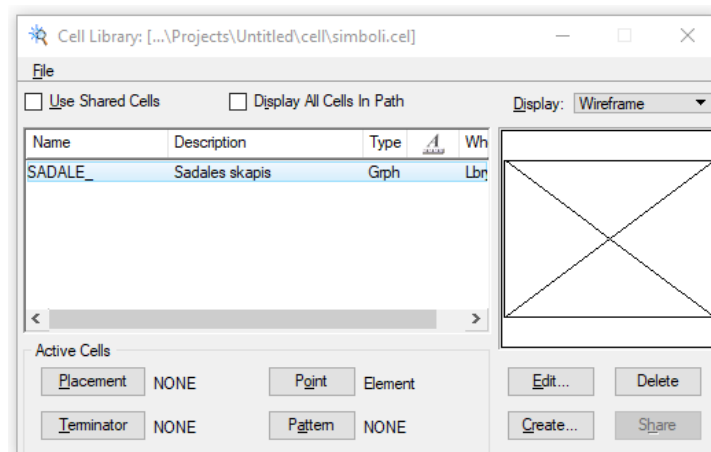 Cell Library: [...\Projects\Untitled\cell\simboli.cel]
File
Use Shared Cells Display All Cells In Path Display: Wireframe
Name Description Type A Wh
SADALE_ Sadales skapis Grph Lbry
Active Cells
Placement NONE Point Element Edit... Delete
Terminator NONE Pattern NONE Create... Share